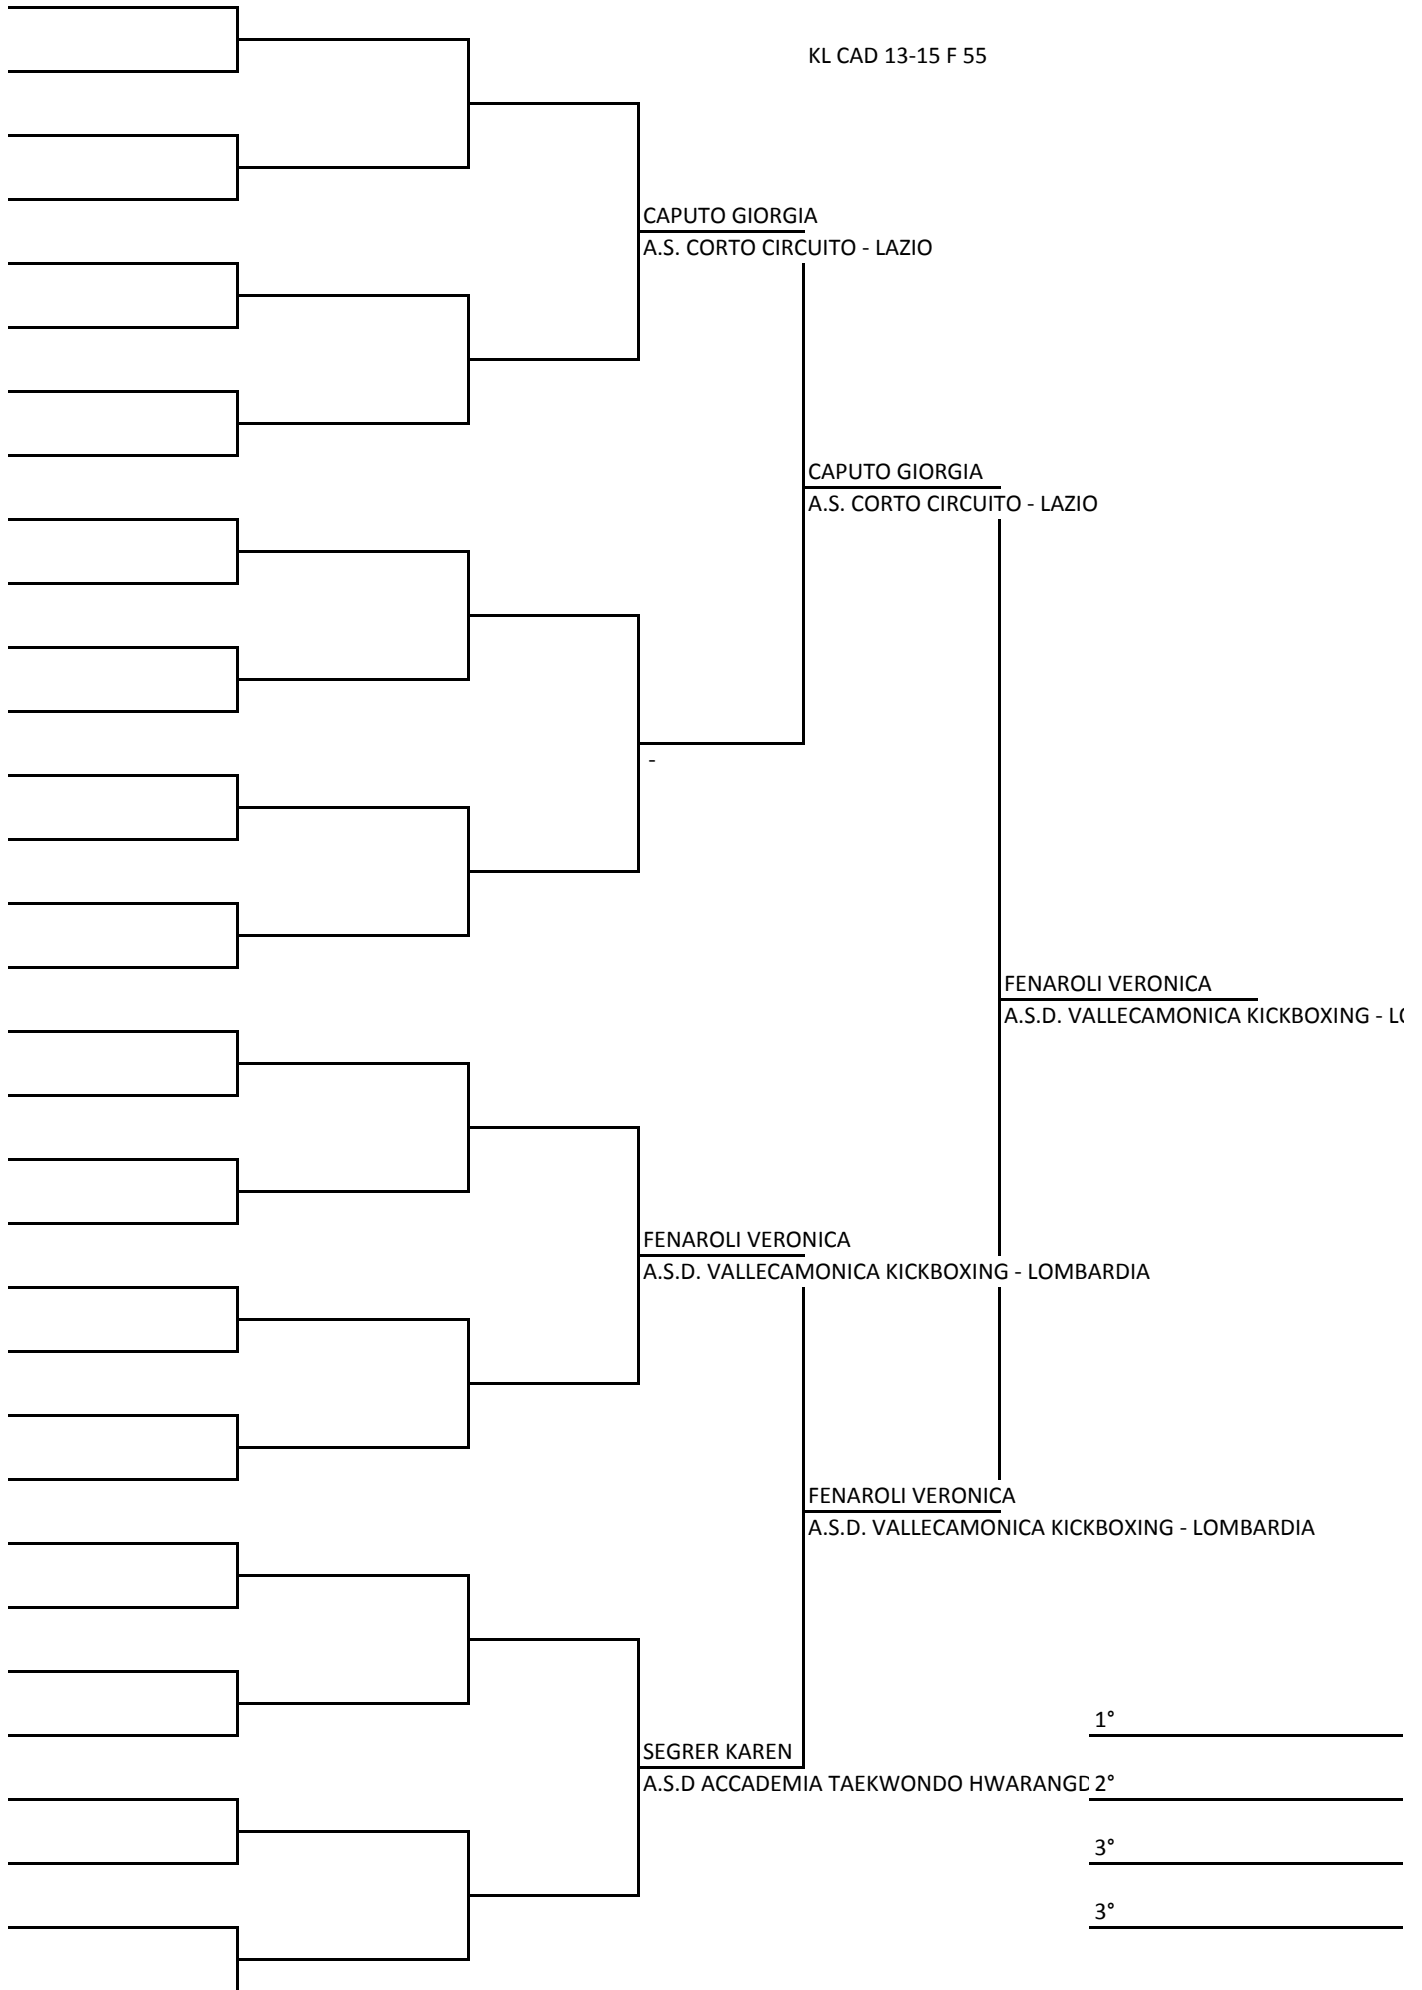 KL CAD 13-15 F 55
CAPUTO GIORGIA
A.S. CORTO CIRCUITO - LAZIO
CAPUTO GIORGIA
A.S. CORTO CIRCUITO - LAZIO
-
FENAROLI VERONICA
A.S.D. VALLECAMONICA KICKBOXING -
FENAROLI VERONICA
A.S.D. VALLECAMONICA KICKBOXING - LOMBARDIA
FENAROLI VERONICA
A.S.D. VALLECAMONICA KICKBOXING - LOMBARDIA
1°
SEGRER KAREN
A.S.D ACCADEMIA TAEKWONDO HWARANGD 2°
3°
3°